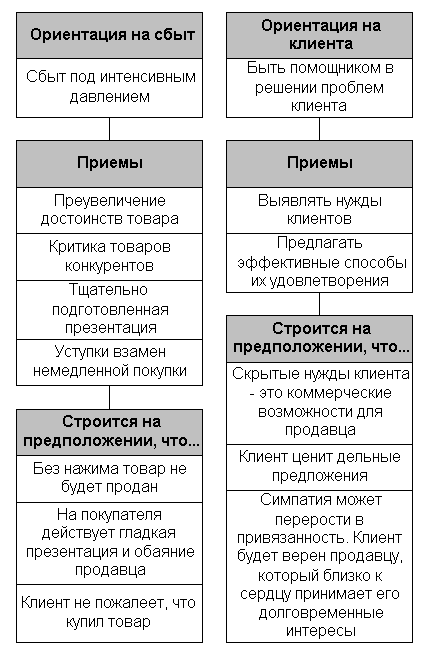 Ориентация на сбыт
Сбыт под интенсивным
давлением
Приемы
Преувеличение
достоинств товара
Критика товаров
конкурентов
Тщательно
подготовленная
презентация
Уступки взамен
немедленной покупки
Строится на
предположении, что...
Без нажима товар не
будет продан
На покупателя
действует гладкая
презентация и обаяние
продавца
Клиент не пожалеет, что
купил товар
Ориентация на
клиента
Быть помощником в
решении проблем
клиента
Приемы
Выявлять нужды
клиентов
Предлагать
эффективные способы
их удовлетворения
Строится на
предположении, что...
Скрытые нужды клиента
- это коммерческие
возможности для
продавца
Клиент ценит дельные
предложения
Симпатия может
перерости в
привязанность. Клиент
будет верен продавцу,
который близко к
сердцу принимает его
долговременные
интересы